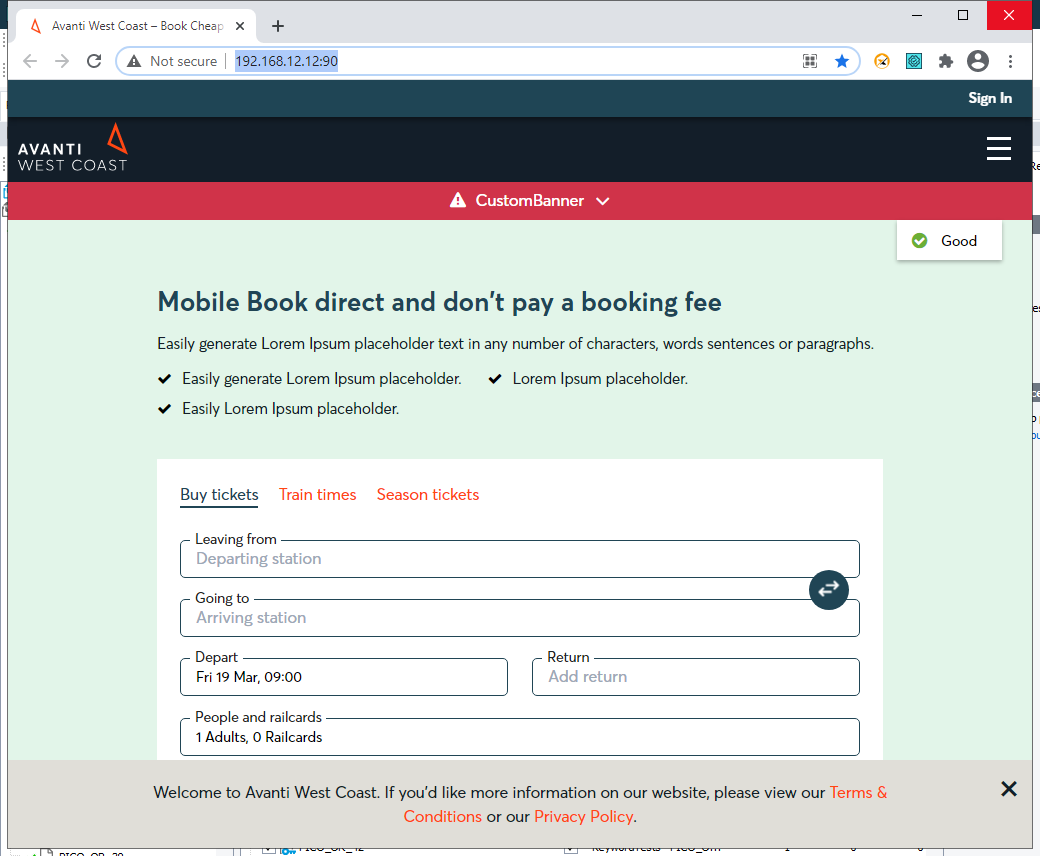 Avanti West Coast – Book Cheap
Not secure
192.168.12.12:90
Sign In
AVANTI
WEST COAST
CustomBanner
Good
Mobile Book direct and don't pay a booking fee
Easily generate Lorem Ipsum placeholder text in any number of characters, words sentences or paragraphs.
Easily generate Lorem Ipsum placeholder. Lorem Ipsum placeholder.
Easily Lorem Ipsum placeholder.
Buy tickets Train times Season tickets
Leaving from
Departing station
Going to
Arriving station
Depart Return
Fri 19 Mar, 09:00 Add return
People and railcards
1 Adults, 0 Railcards
Welcome to Avanti West Coast. If you'd like more information on our website, please view our Terms &
Conditions or our Privacy Policy.